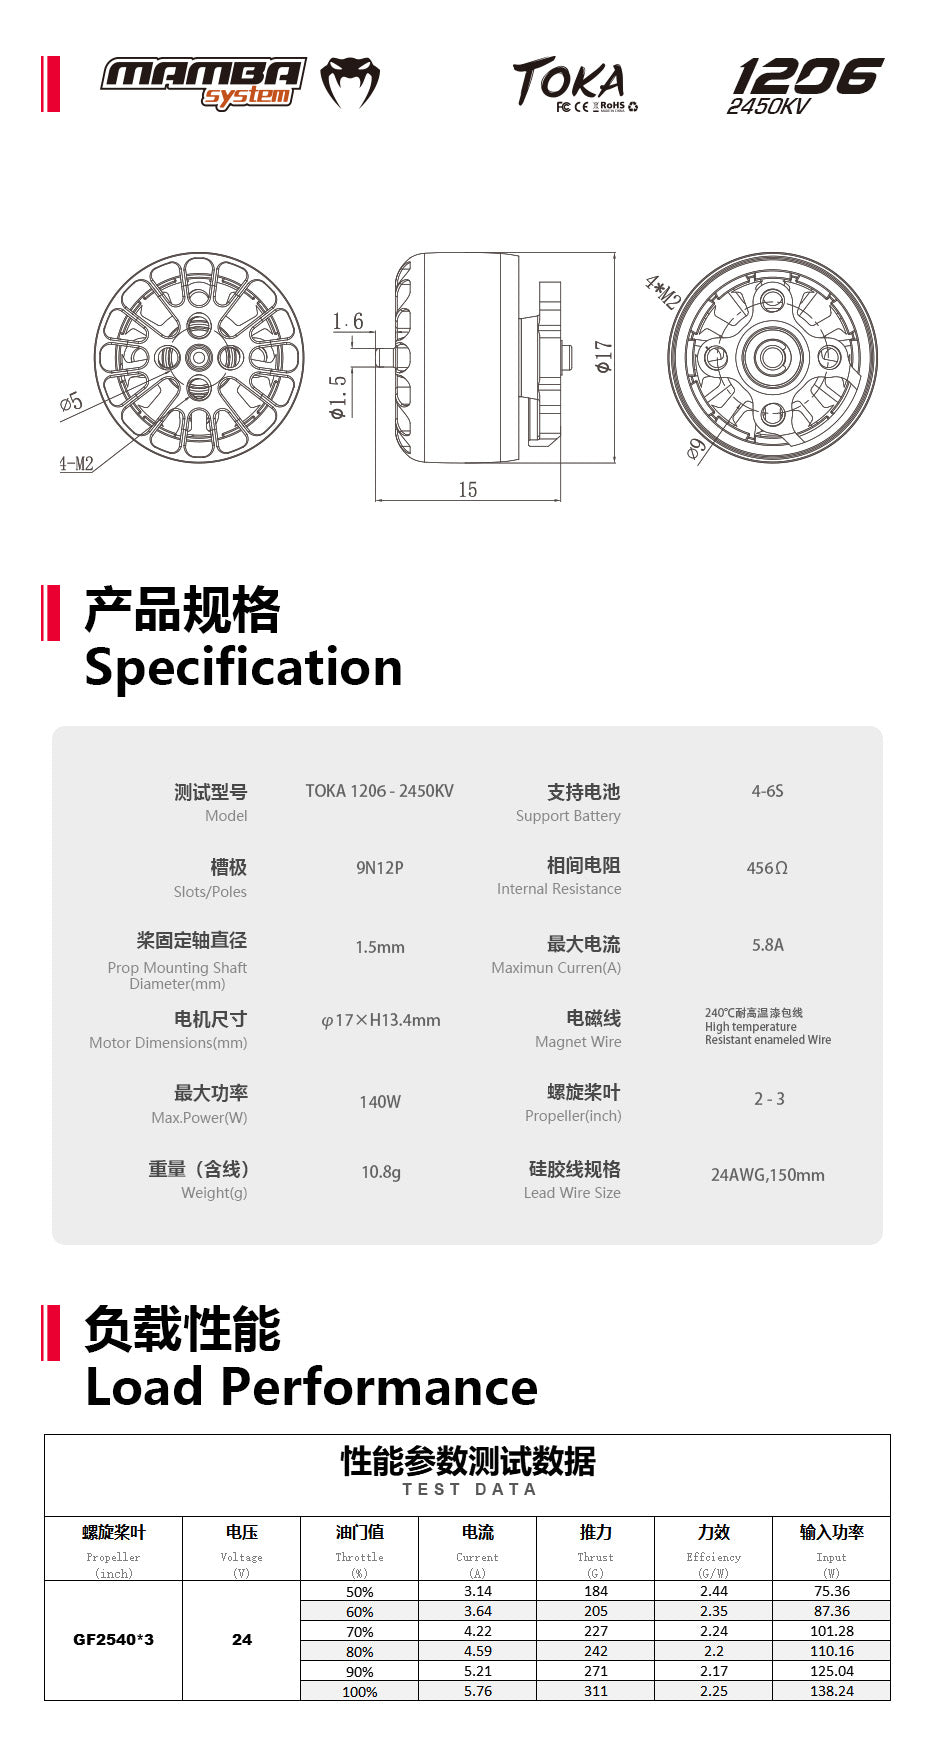 MAMBA
system
TOKA
FC CE RoHS
1206
2450KV
1.6
4*M2
φ17
φ1.5
⌀5
4-M2
⌀9
15
产品规格
Specification
测试型号 TOKA 1206 - 2450KV 支持电池 4-6S
Model Support Battery
槽极 9N12P 相间电阻 456Ω
Slots/Poles Internal Resistance
桨固定轴直径 1.5mm 最大电流 5.8A
Prop Mounting Shaft Maximun Curren(A)
Diameter(mm)
电机尺寸 φ17×H13.4mm 电磁线 240℃耐高温漆包线
High temperature
Motor Dimensions(mm) Magnet Wire Resistant enameled Wire
最大功率 140W 螺旋桨叶 2 - 3
Max.Power(W) Propeller(inch)
重量（含线） 10.8g 硅胶线规格 24AWG,150mm
Weight(g) Lead Wire Size
负载性能
Load Performance
性能参数测试数据
TEST DATA
螺旋桨叶 电压 油门值 电流 推力 力效 输入功率
Propeller Voltage Throttle Current Thrust Effciency Input
(inch) (V) (%) (A) (G) (G/W) (W)
50% 3.14 184 2.44 75.36
60% 3.64 205 2.35 87.36
70% 4.22 227 2.24 101.28
GF2540*3 24
80% 4.59 242 2.2 110.16
90% 5.21 271 2.17 125.04
100% 5.76 311 2.25 138.24